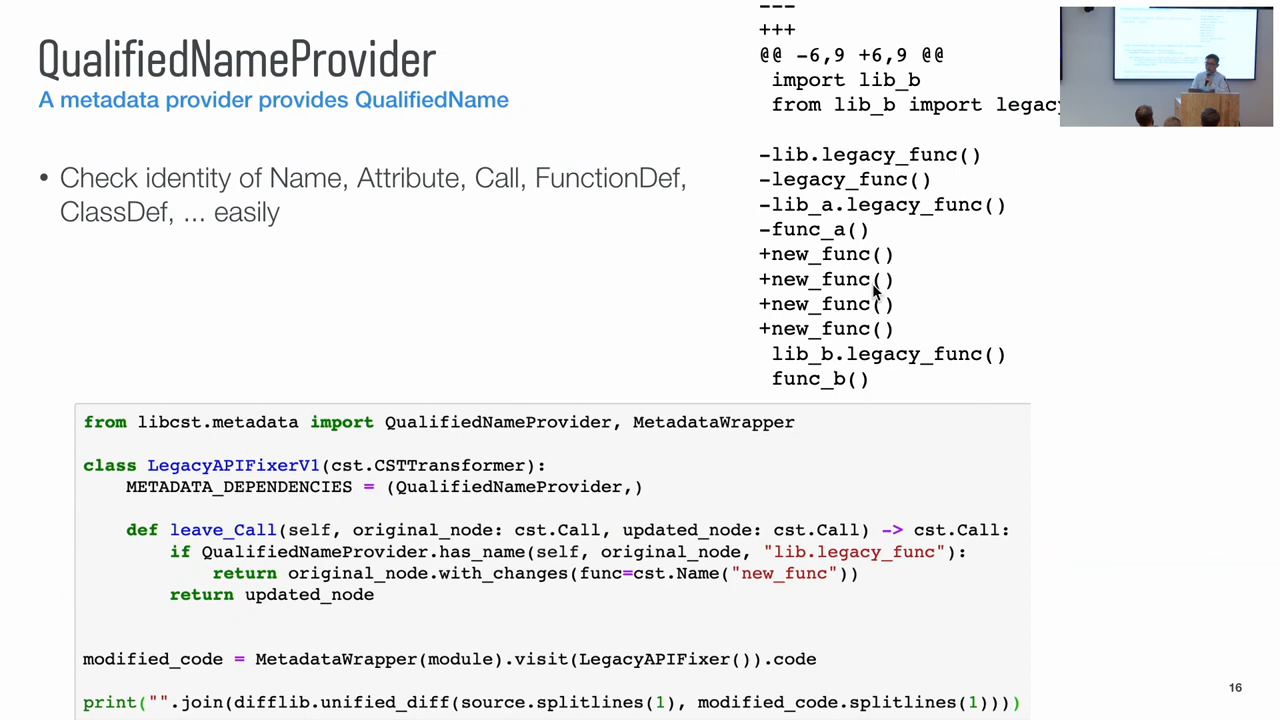 QualifiedNameProvider
A metadata provider provides QualifiedName
• Check identity of Name, Attribute, Call, FunctionDef,
ClassDef, ... easily
---
+++
@@ -6,9 +6,9 @@
 import lib_b
 from lib_b import legac
-lib.legacy_func()
-legacy_func()
-lib_a.legacy_func()
-func_a()
+new_func()
+new_func()
+new_func()
+new_func()
 lib_b.legacy_func()
 func_b()
from libcst.metadata import QualifiedNameProvider, MetadataWrapper
class LegacyAPIFixerV1(cst.CSTTransformer):
    METADATA_DEPENDENCIES = (QualifiedNameProvider,)
    def leave_Call(self, original_node: cst.Call, updated_node: cst.Call) -> cst.Call:
        if QualifiedNameProvider.has_name(self, original_node, "lib.legacy_func"):
            return original_node.with_changes(func=cst.Name("new_func"))
        return updated_node
modified_code = MetadataWrapper(module).visit(LegacyAPIFixer()).code
print("".join(difflib.unified_diff(source.splitlines(1), modified_code.splitlines(1))))
16